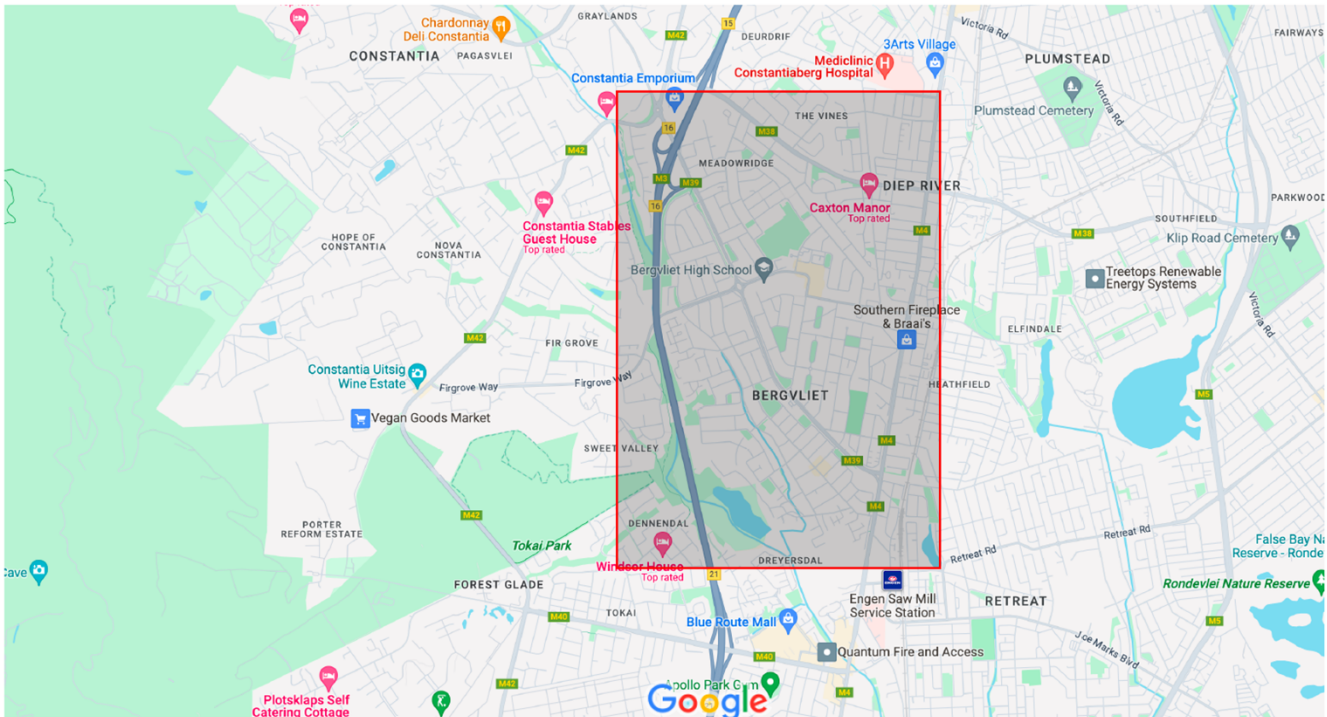 GRAYLANDS
15
Victoria Rd
Chardonnay
Deli Constantia
M42
DEURDRIF
FAIRWAYS
CONSTANTIA
PAGASVLEI
3Arts Village
Mediclinic
Constantiaberg Hospital
PLUMSTEAD
Constantia Emporium
Plumstead Cemetery
Victoria Rd
THE VINES
16
M38
M42
MEADOWRIDGE
M3
M39
DIEP RIVER
PARKWOOD
16
Caxton Manor
Top rated
SOUTHFIELD
Constantia Stables
Guest House
Top rated
M4
M38
Klip Road Cemetery
HOPE OF
CONSTANTIA
NOVA
CONSTANTIA
Bergvliet High School
Treetops Renewable
Energy Systems
Southern Fireplace
& Braai's
Victoria Rd
ELFINDALE
M42
FIR GROVE
Constantia Uitsig
Wine Estate
Firgrove Way
Firgrove Way
HEATHFIELD
BERGVLIET
M5
Vegan Goods Market
M4
SWEET VALLEY
M39
M42
M4
PORTER
REFORM ESTATE
DENNENDAL
Retreat Rd
Tokai Park
Retreat Rd
False Bay Na
Reserve - Ronde
DREYERSDAL
Cave
Windsor House
Top rated
21
FOREST GLADE
Rondevlei Nature Reserve
Engen Saw Mill
Service Station
RETREAT
TOKAI
M40
Blue Route Mall
M5
Joe Marks Blvd
Quantum Fire and Access
M40
M42
Apollo Park Gym
M4
Plotsklaps Self
Catering Cottage
Google